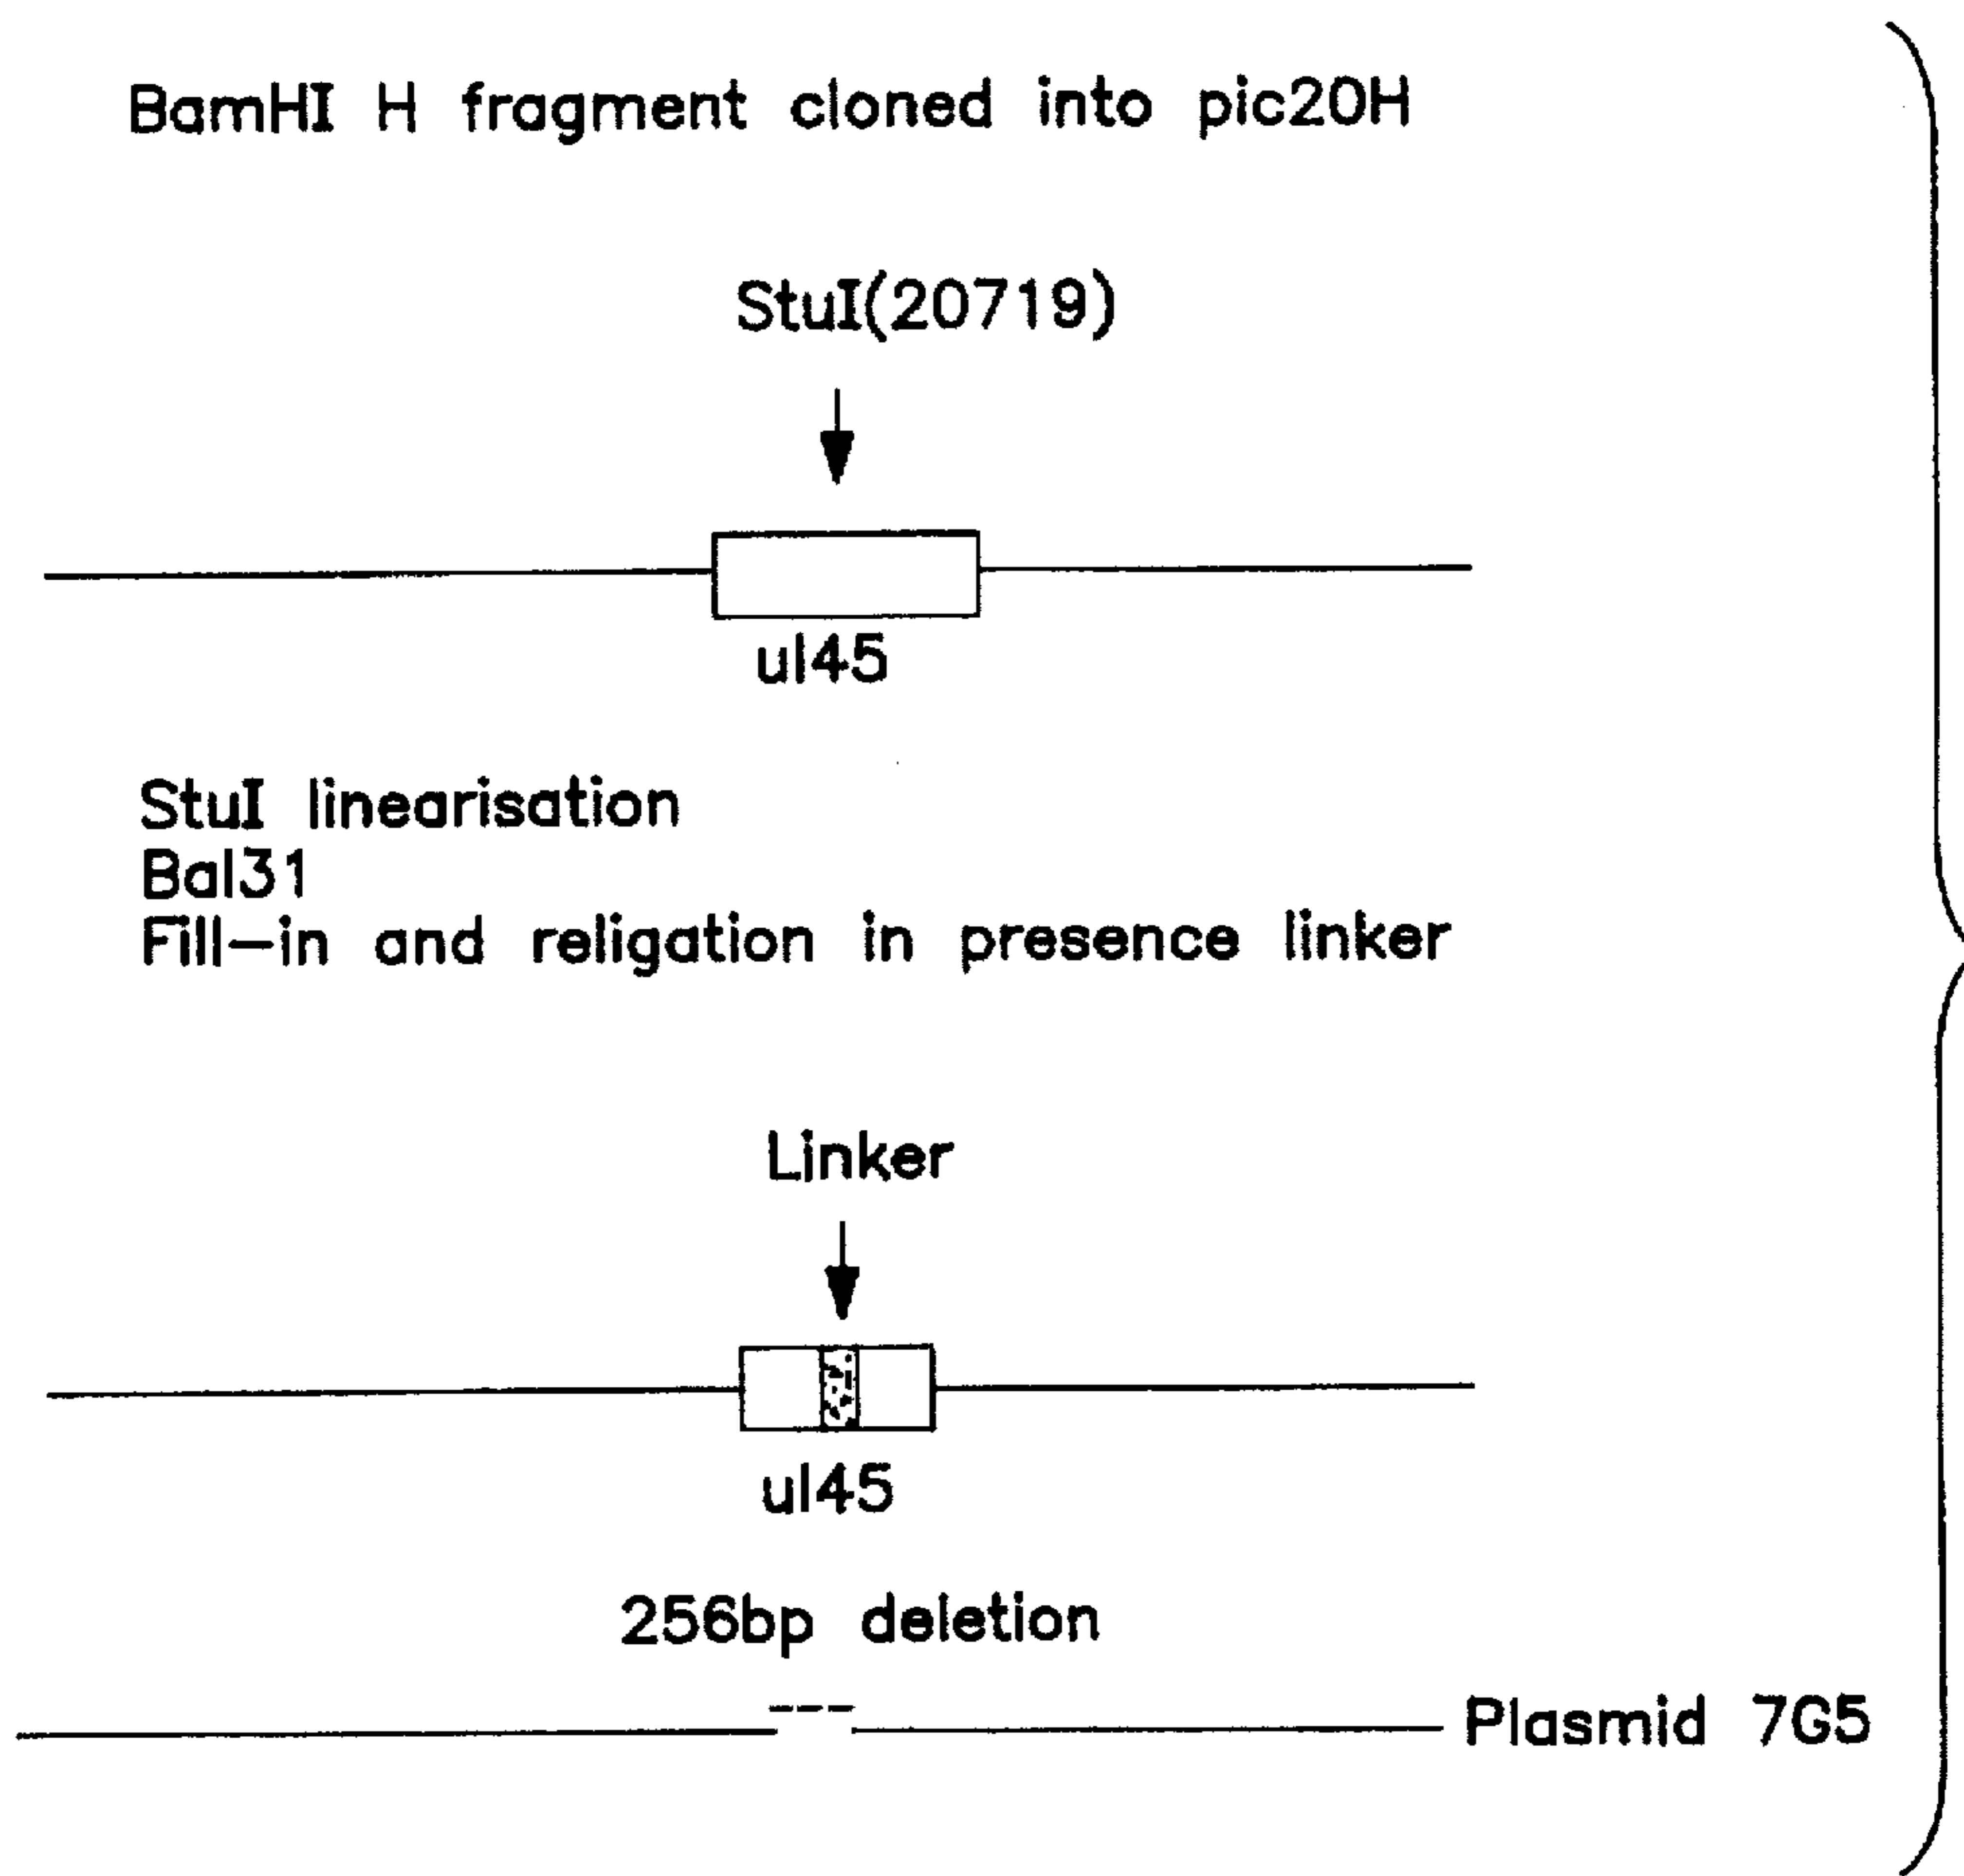 BamHI H fragment cloned into pic20H
StuI(20719)
ul45
StuI linearisation
Bal31
Fill-in and religation in presence linker
Linker
ul45
256bp deletion
Plasmid 7G5